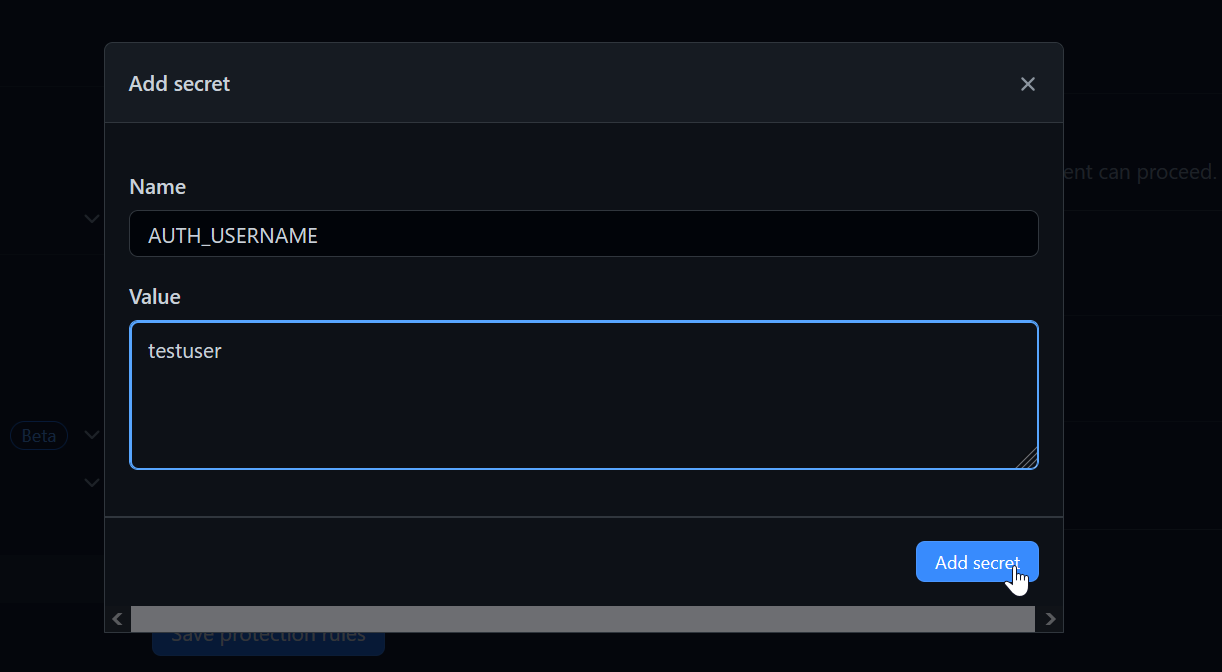 Add secret
ent can proceed.
Name
AUTH_USERNAME
Value
testuser
Beta
Add secret
Save protection rules